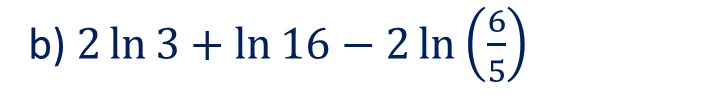 b) 2 ln 3 + ln 16 − 2 ln (6/5)